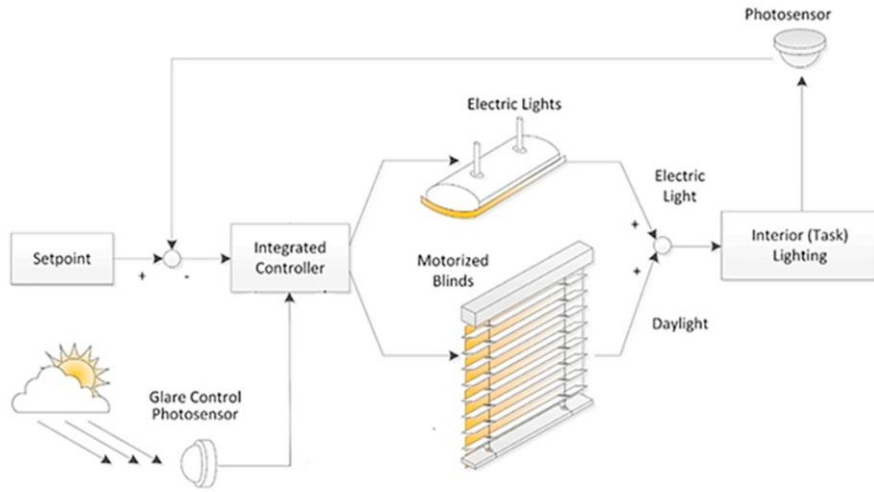 Photosensor
Electric Lights
Electric
Light
+
Setpoint
+
-
Integrated
Controller
Motorized
Blinds
+
Interior (Task)
Lighting
Daylight
Glare Control
Photosensor